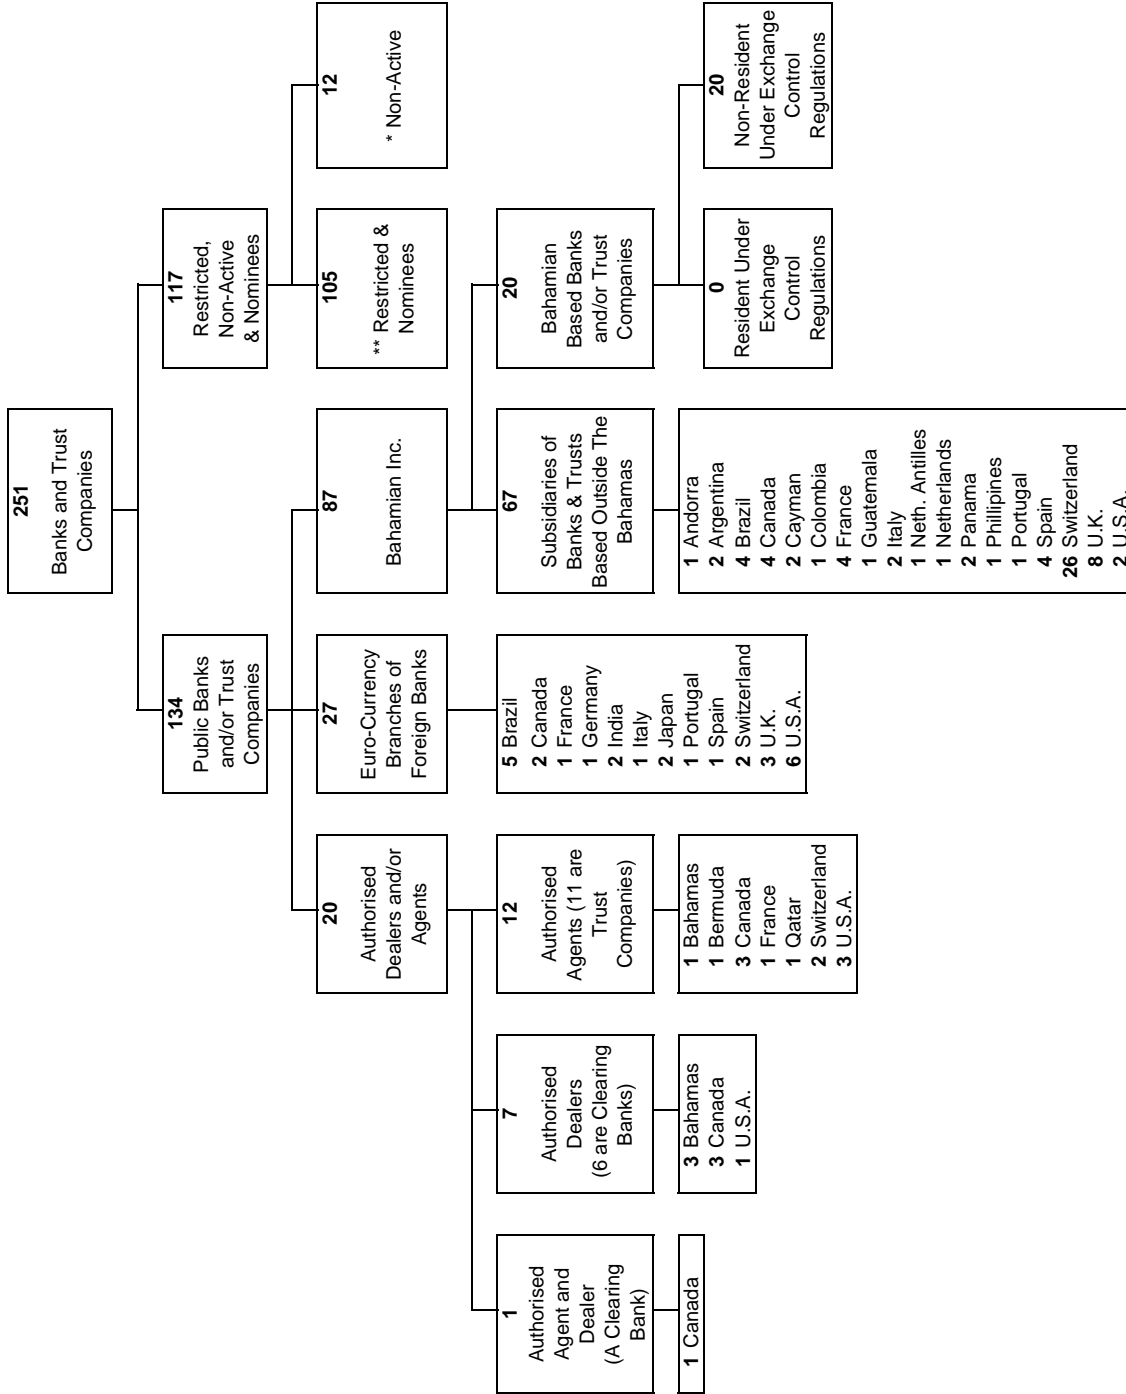 251
Banks and Trust
Companies
134
Public Banks
and/or Trust
Companies
117
Restricted,
Non-Active
& Nominees
20
Authorised
Dealers and/or
Agents
27
Euro-Currency
Branches of
Foreign Banks
87
Bahamian Inc.
105
** Restricted &
Nominees
12
* Non-Active
1
Authorised
Agent and
Dealer
(A Clearing
Bank)
7
Authorised
Dealers
(6 are Clearing
Banks)
12
Authorised
Agents (11 are
Trust
Companies)
5 Brazil
2 Canada
1 France
1 Germany
2 India
1 Italy
2 Japan
1 Portugal
1 Spain
2 Switzerland
3 U.K.
6 U.S.A.
67
Subsidiaries of
Banks & Trusts
Based Outside The
Bahamas
20
Bahamian
Based Banks
and/or Trust
Companies
1 Canada
3 Bahamas
3 Canada
1 U.S.A.
1 Bahamas
1 Bermuda
3 Canada
1 France
1 Qatar
2 Switzerland
3 U.S.A.
1 Andorra
2 Argentina
4 Brazil
4 Canada
2 Cayman
1 Colombia
4 France
1 Guatemala
2 Italy
1 Neth. Antilles
1 Netherlands
2 Panama
1 Phillipines
1 Portugal
4 Spain
26 Switzerland
8 U.K.
2 U.S.A.
0
Resident Under
Exchange
Control
Regulations
20
Non-Resident
Under Exchange
Control
Regulations